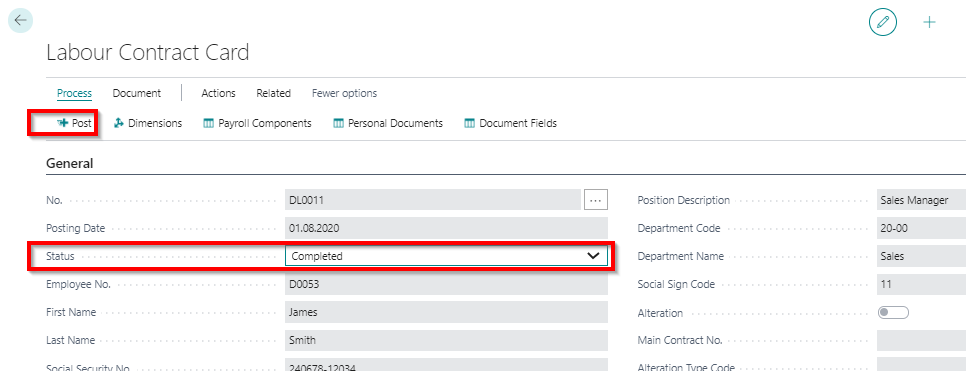 Labour Contract Card
Process Document Actions Related Fewer options
Post Dimensions Payroll Components Personal Documents Document Fields
General
No. DL0011 ... Position Description Sales Manager
Posting Date 01.08.2020 Department Code 20-00
Status Completed Department Name Sales
Employee No. D0053 Social Sign Code 11
First Name James Alteration
Last Name Smith Main Contract No.
Social Security No. 240678-12034 Alteration Type Code